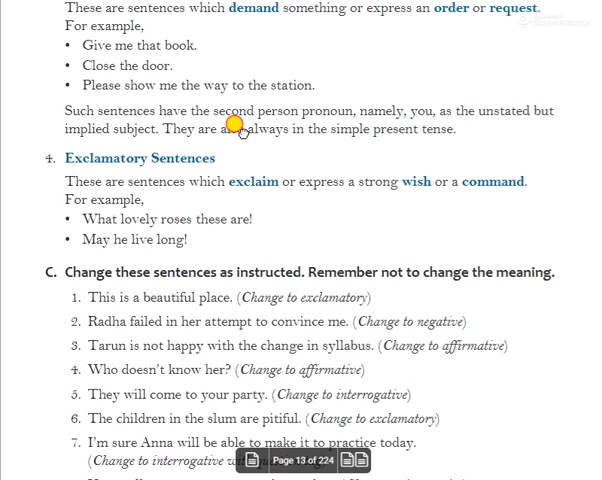 These are sentences which demand something or express an order or request.
For example,
• Give me that book.
• Close the door.
• Please show me the way to the station.
Such sentences have the second person pronoun, namely, you, as the unstated but
implied subject. They are always in the simple present tense.
4. Exclamatory Sentences
These are sentences which exclaim or express a strong wish or a command.
For example,
• What lovely roses these are!
• May he live long!
C. Change these sentences as instructed. Remember not to change the meaning.
1. This is a beautiful place. (Change to exclamatory)
2. Radha failed in her attempt to convince me. (Change to negative)
3. Tarun is not happy with the change in syllabus. (Change to affirmative)
4. Who doesn't know her? (Change to affirmative)
5. They will come to your party. (Change to interrogative)
6. The children in the slum are pitiful. (Change to exclamatory)
7. I'm sure Anna will be able to make it to practice today.
(Change to interrogative
Page 13 of 224